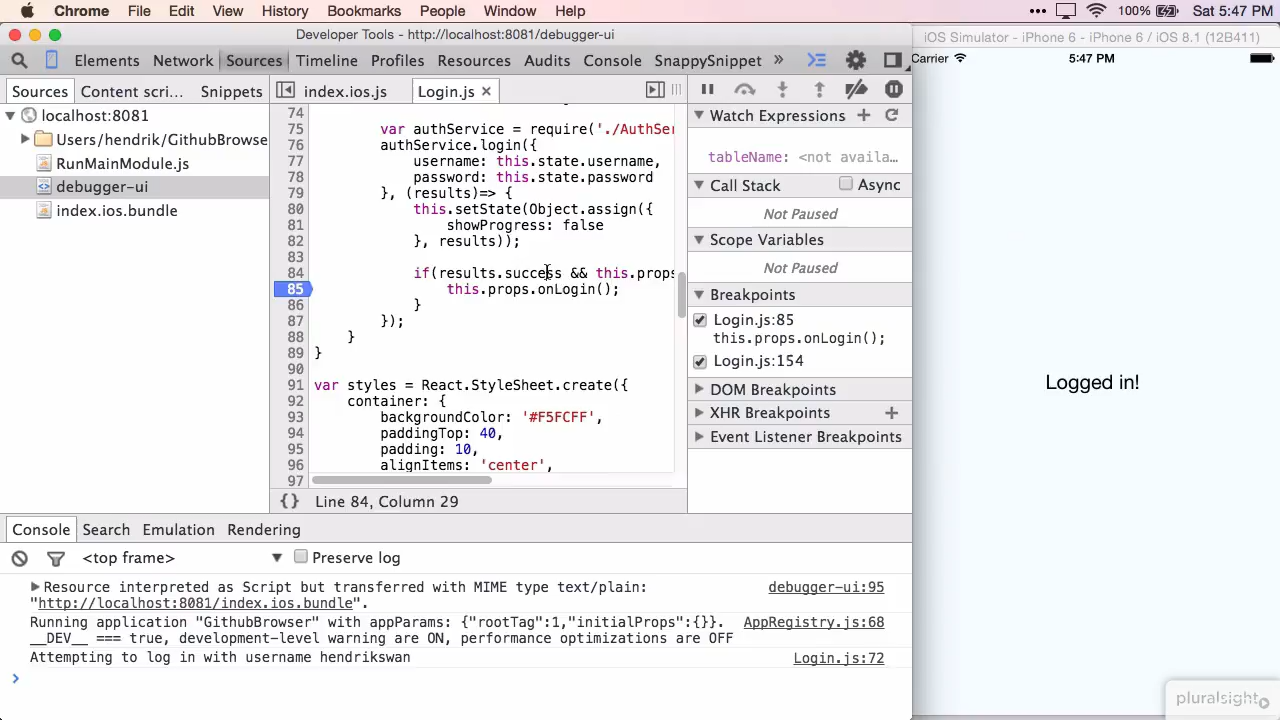 Chrome File Edit View History Bookmarks People Window Help 100% Sat 5:47 PM
Developer Tools - http://localhost:8081/debugger-ui
iOS Simulator - iPhone 6 - iPhone 6 / iOS 8.1 (12B411)
Elements Network Sources Timeline Profiles Resources Audits Console SnappySnippet »
Carrier 5:47 PM
Sources Content scri... Snippets
index.ios.js Login.js ×
localhost:8081
Users/hendrik/GithubBrowse
RunMainModule.js
debugger-ui
index.ios.bundle
74
75 var authService = require('./AuthSer
76 authService.login({
77 username: this.state.username,
78 password: this.state.password
79 }, (results)=> {
80 this.setState(Object.assign({
81 showProgress: false
82 }, results));
83
84 if(results.success && this.props
85 this.props.onLogin();
86 }
87 });
88 }
89 }
90
91 var styles = React.StyleSheet.create({
92 container: {
93 backgroundColor: '#F5FCFF',
94 paddingTop: 40,
95 padding: 10,
96 alignItems: 'center',
97
{} Line 84, Column 29
Watch Expressions
tableName: <not availa...
Call Stack Async
Not Paused
Scope Variables
Not Paused
Breakpoints
Login.js:85
this.props.onLogin();
Login.js:154
DOM Breakpoints
XHR Breakpoints
Event Listener Breakpoints
Logged in!
Console Search Emulation Rendering
<top frame> Preserve log
Resource interpreted as Script but transferred with MIME type text/plain: debugger-ui:95
"http://localhost:8081/index.ios.bundle".
Running application "GithubBrowser" with appParams: {"rootTag":1,"initialProps":{}}. AppRegistry.js:68
__DEV__ === true, development-level warning are ON, performance optimizations are OFF
Attempting to log in with username hendrikswan Login.js:72
>
pluralsight